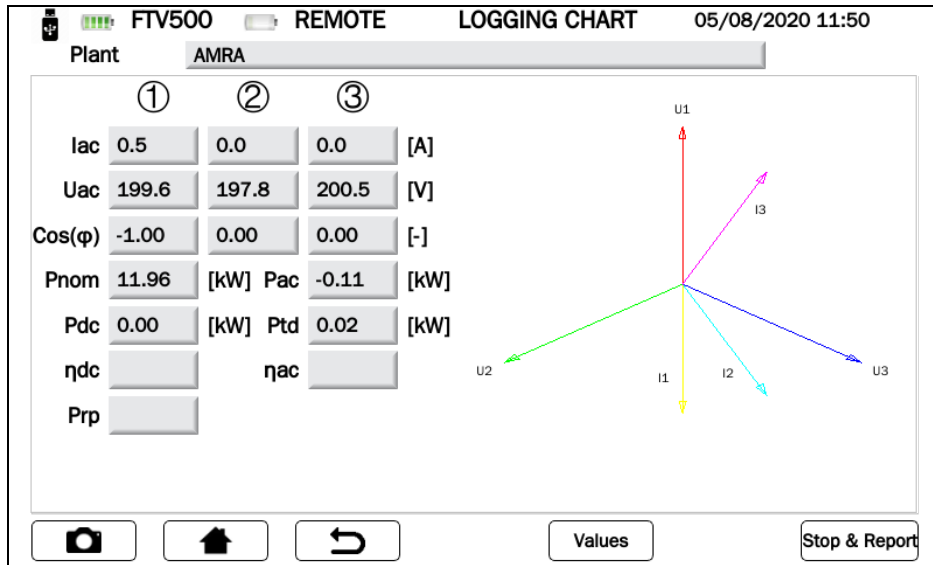 FTV500 REMOTE LOGGING CHART 05/08/2020 11:50
Plant AMRA
① ② ③
Iac 0.5 0.0 0.0 [A]
Uac 199.6 197.8 200.5 [V]
Cos(φ) -1.00 0.00 0.00 [-]
Pnom 11.96 [kW] Pac -0.11 [kW]
Pdc 0.00 [kW] Ptd 0.02 [kW]
ηdc ηac
Prp
U1
I3
U2
I1
I2
U3
Values
Stop & Report